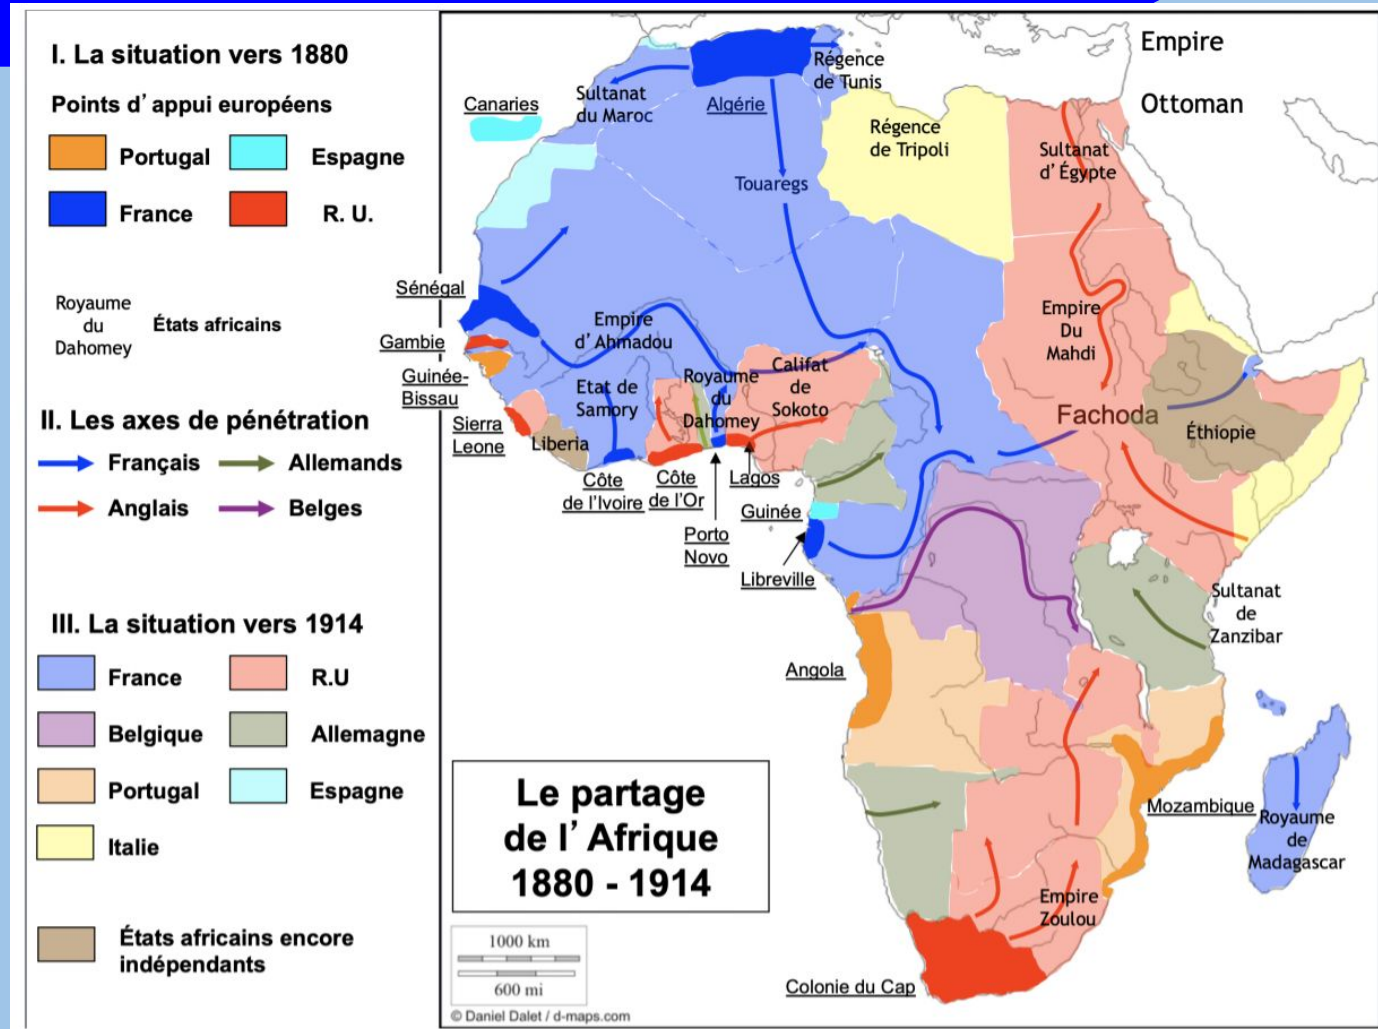 I. La situation vers 1880
Points d’appui européens
Portugal
Espagne
France
R. U.
Royaume
du
Dahomey
États africains
II. Les axes de pénétration
Français
Allemands
Anglais
Belges
III. La situation vers 1914
France
R.U
Belgique
Allemagne
Portugal
Espagne
Italie
États africains encore
indépendants
Empire
Ottoman
Régence
de Tunis
Sultanat
du Maroc
Algérie
Canaries
Régence
de Tripoli
Sultanat
d’Égypte
Touaregs
Sénégal
Gambie
Guinée-
Bissau
Sierra
Leone
Liberia
Empire
d’Ahmadou
Etat de
Samory
Royaume
du
Dahomey
Califat
de
Sokoto
Empire
Du
Mahdi
Fachoda
Éthiopie
Côte
de l’Ivoire
Côte
de l’Or
Porto
Novo
Lagos
Guinée
Libreville
Angola
Sultanat
de
Zanzibar
Mozambique
Royaume
de
Madagascar
Empire
Zoulou
Colonie du Cap
Le partage
de l’Afrique
1880 - 1914
1000 km
600 mi
© Daniel Dalet / d-maps.com